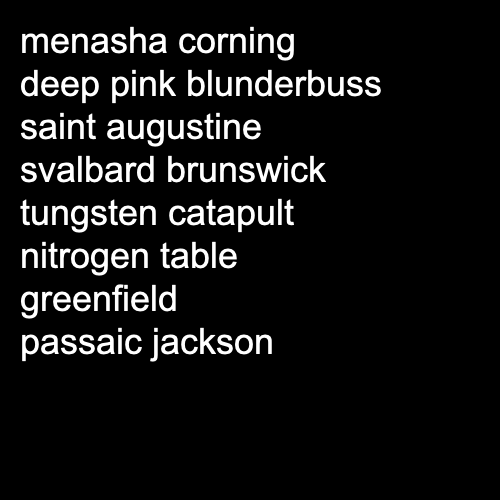 menasha corning
deep pink blunderbuss
saint augustine
svalbard brunswick
tungsten catapult
nitrogen table
greenfield
passaic jackson